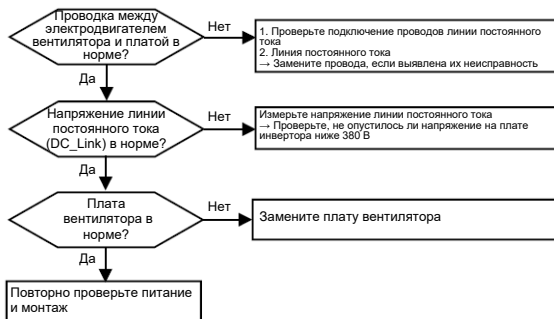 Проводка между
электродвигателем
вентилятора и платой в
норме?
Нет
1. Проверьте подключение проводов линии постоянного
тока
2. Линия постоянного тока
→ Замените провода, если выявлена их неисправность
Да
Напряжение линии
постоянного тока
(DC_Link) в норме?
Нет
Измерьте напряжение линии постоянного тока
→ Проверьте, не опустилось ли напряжение на плате
инвертора ниже 380 В
Да
Плата
вентилятора в
норме?
Нет
Замените плату вентилятора
Да
Повторно проверьте питание
и монтаж